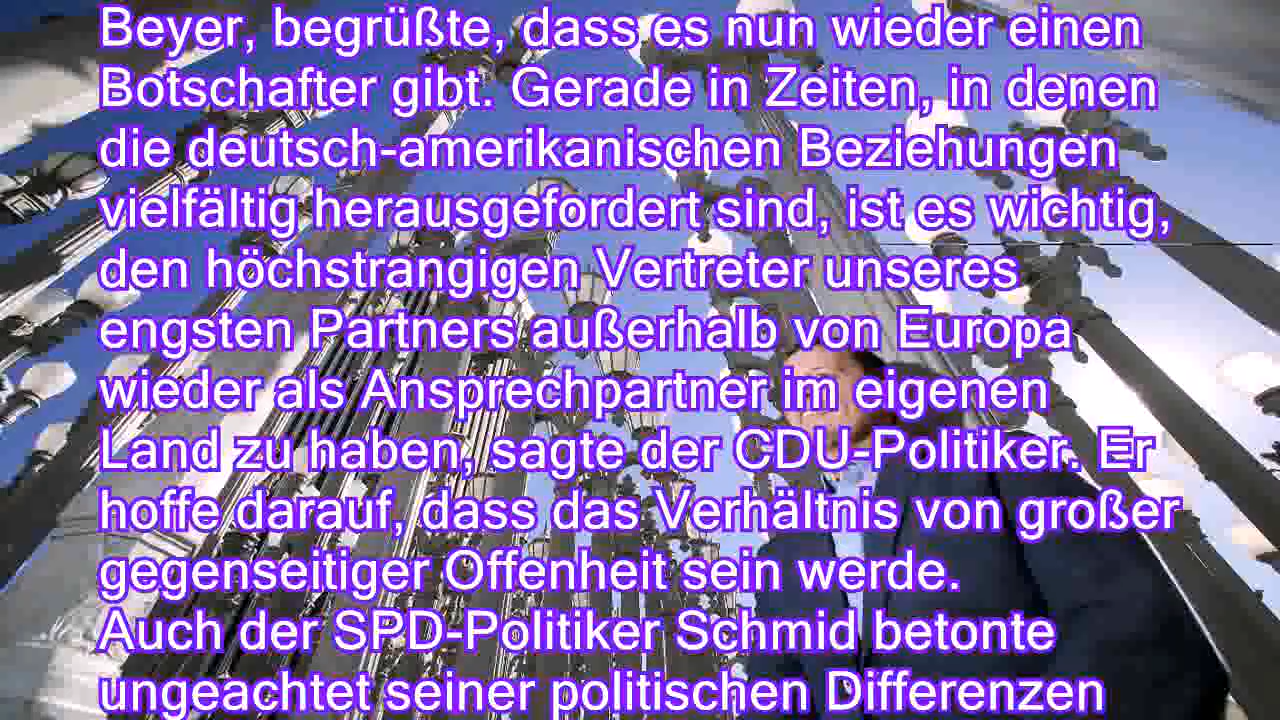 Beyer, begrüßte, dass es nun wieder einen
Botschafter gibt. Gerade in Zeiten, in denen
die deutsch-amerikanischen Beziehungen
vielfältig herausgefordert sind, ist es wichtig,
den höchstrangigen Vertreter unseres
engsten Partners außerhalb von Europa
wieder als Ansprechpartner im eigenen
Land zu haben, sagte der CDU-Politiker. Er
hoffe darauf, dass das Verhältnis von großer
gegenseitiger Offenheit sein werde.
Auch der SPD-Politiker Schmid betonte
ungeachtet seiner politischen Differenzen